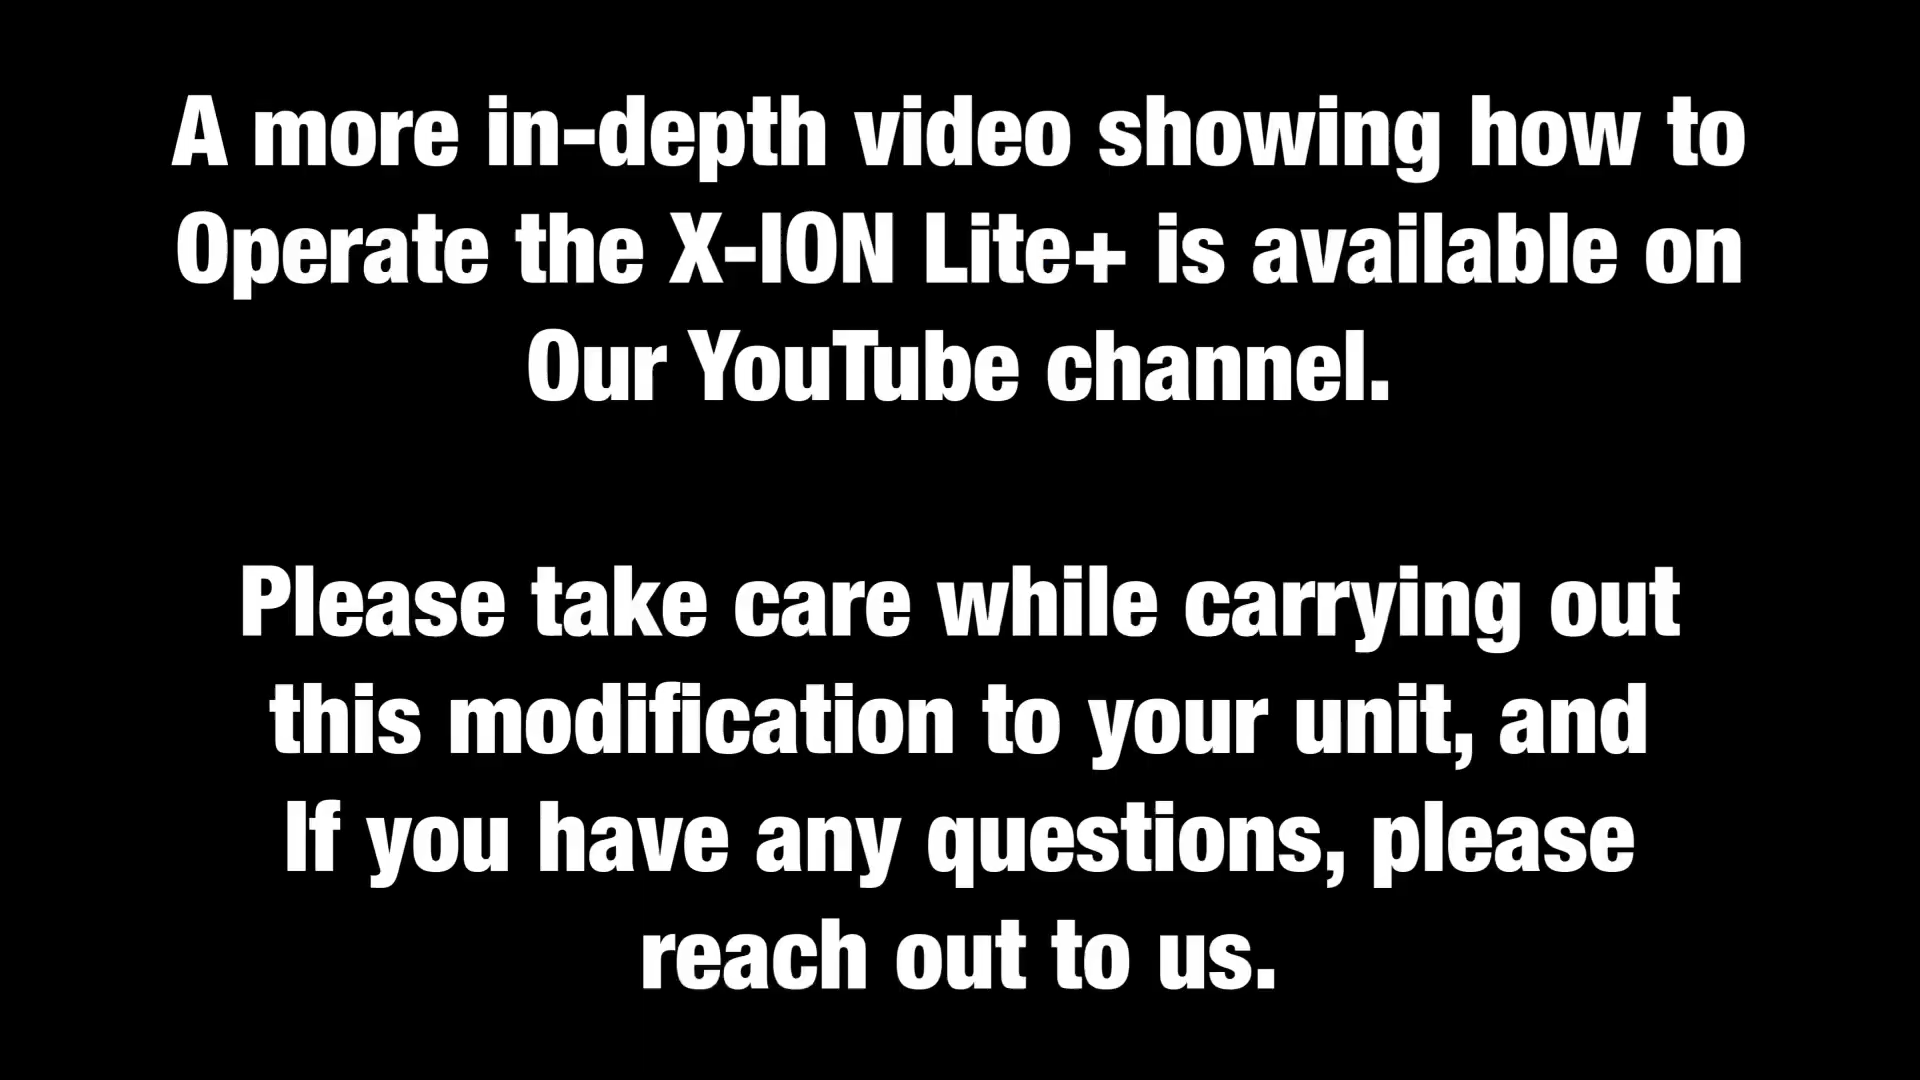 A more in-depth video showing how to
Operate the X-ION Lite+ is available on
Our YouTube channel.
Please take care while carrying out
this modification to your unit, and
If you have any questions, please
reach out to us.